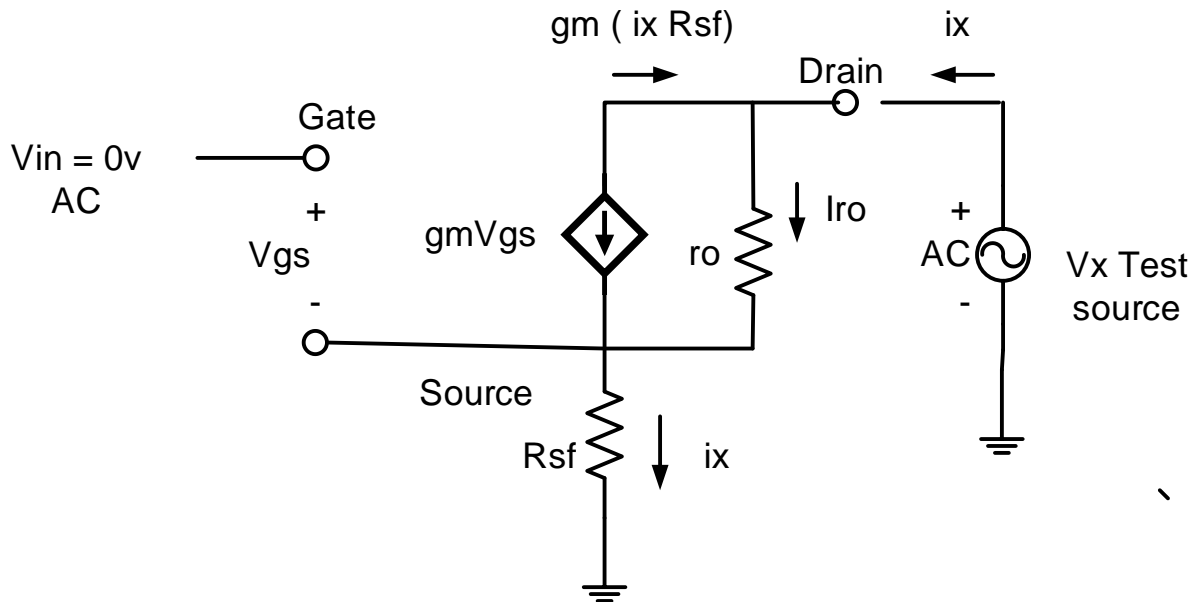 gm ( ix Rsf)
ix
Drain
Gate
Vin = 0v
AC
+
Vgs
-
gmVgs
ro
Iro
+
AC
-
Vx Test
source
Source
Rsf
ix